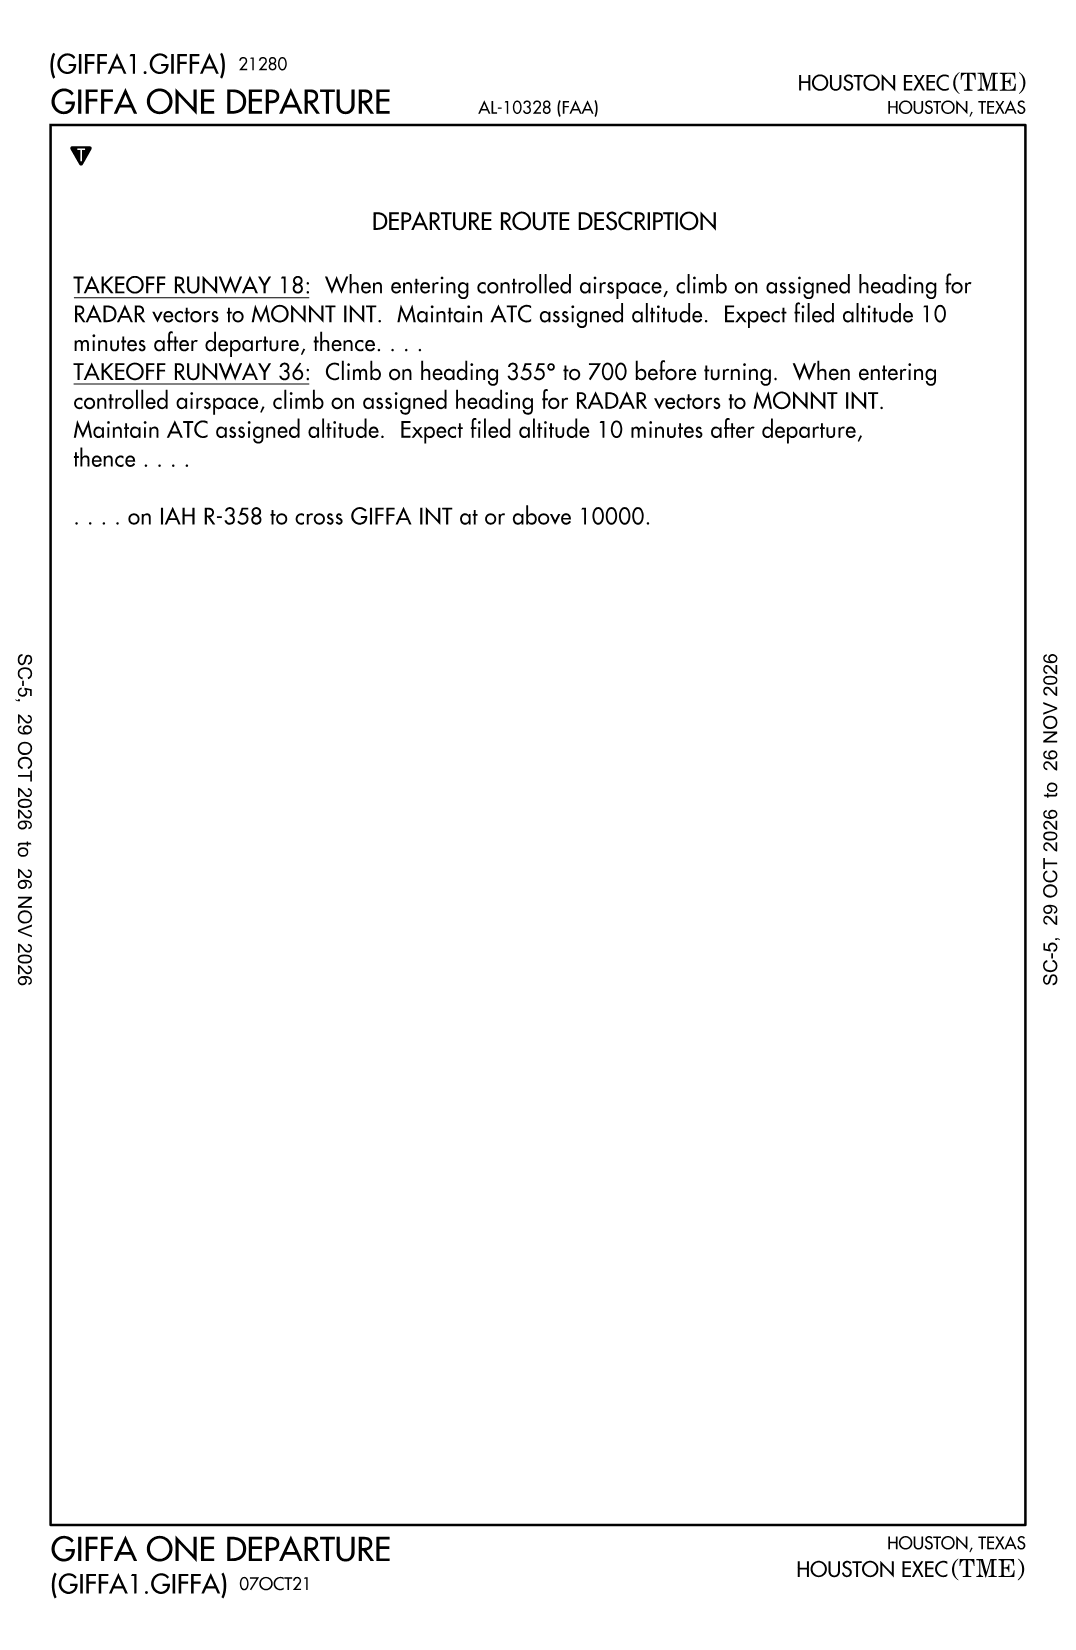 (GIFFA1.GIFFA) 21280
GIFFA ONE DEPARTURE
AL-10328 (FAA)
HOUSTON EXEC (TME)
HOUSTON, TEXAS
T
DEPARTURE ROUTE DESCRIPTION
TAKEOFF RUNWAY 18: When entering controlled airspace, climb on assigned heading for
RADAR vectors to MONNT INT. Maintain ATC assigned altitude. Expect filed altitude 10
minutes after departure, thence. . . .
TAKEOFF RUNWAY 36: Climb on heading 355° to 700 before turning. When entering
controlled airspace, climb on assigned heading for RADAR vectors to MONNT INT.
Maintain ATC assigned altitude. Expect filed altitude 10 minutes after departure,
thence . . . .
. . . . on IAH R-358 to cross GIFFA INT at or above 10000.
SC-5, 29 OCT 2026 to 26 NOV 2026
SC-5, 29 OCT 2026 to 26 NOV 2026
GIFFA ONE DEPARTURE
(GIFFA1.GIFFA) 07OCT21
HOUSTON, TEXAS
HOUSTON EXEC (TME)